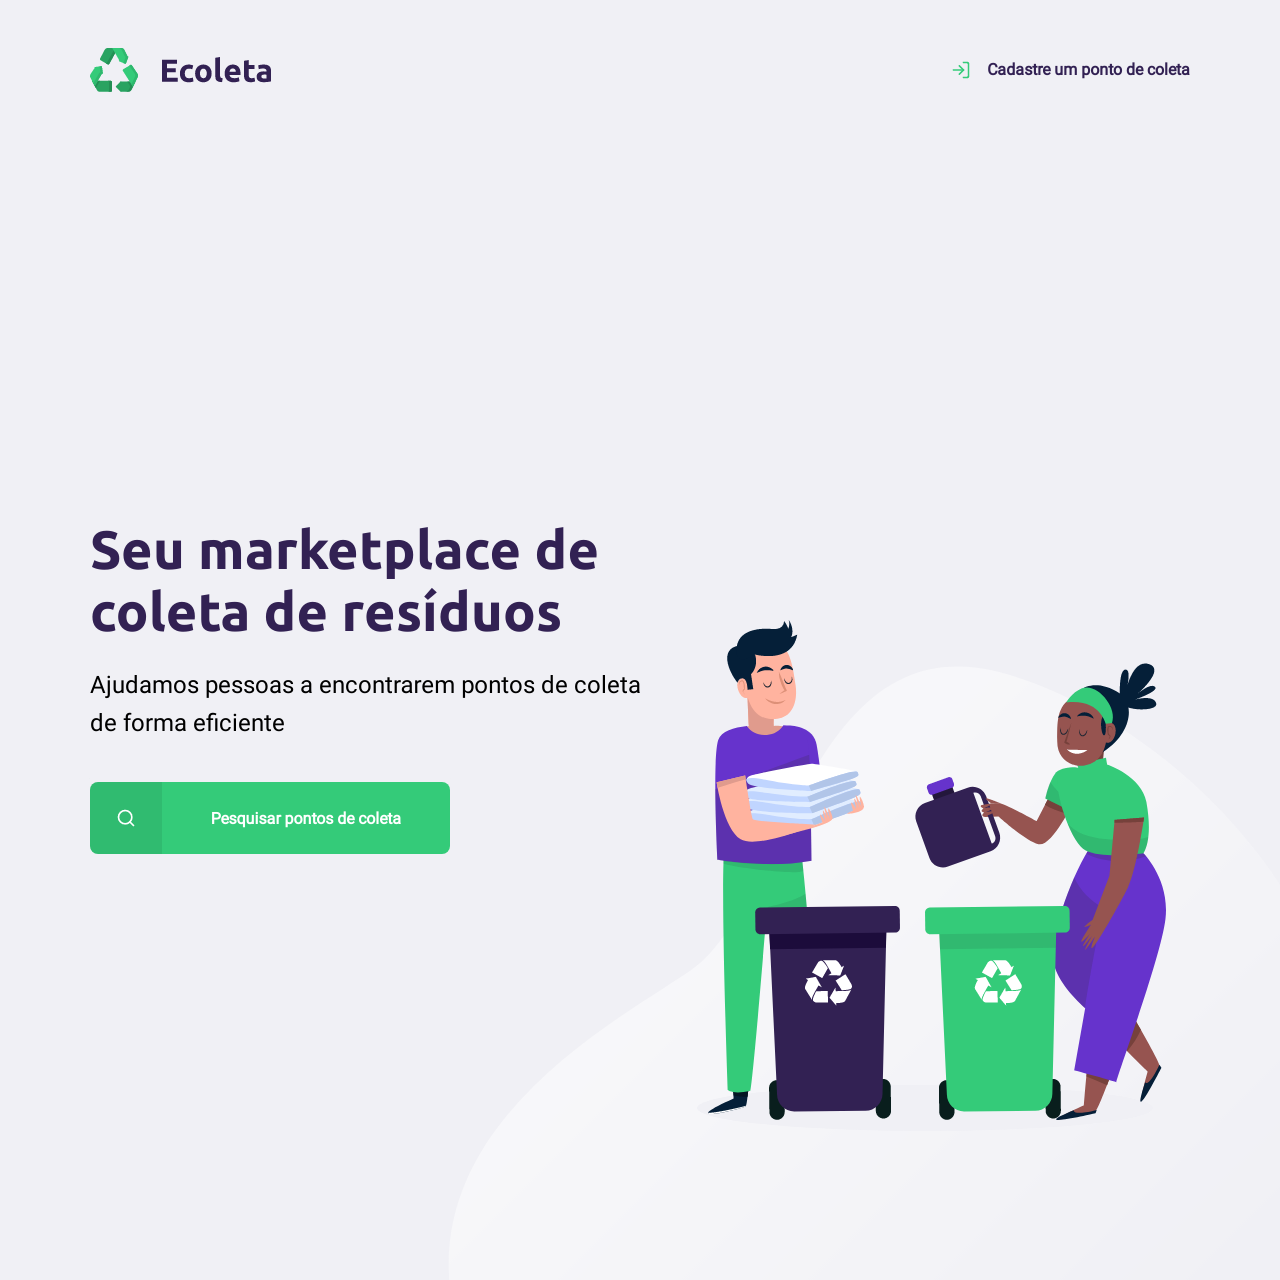 Ecoleta
Cadastre um ponto de coleta
Seu marketplace de
coleta de resíduos
Ajudamos pessoas a encontrarem pontos de coleta
de forma eficiente
Pesquisar pontos de coleta